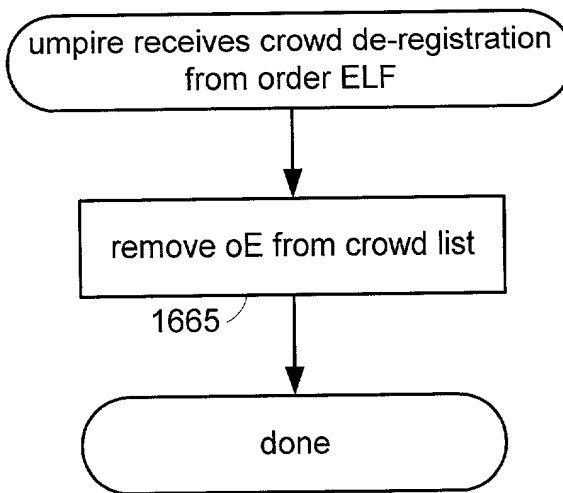 umpire receives crowd de-registration
from order ELF
remove oE from crowd list
1665
done